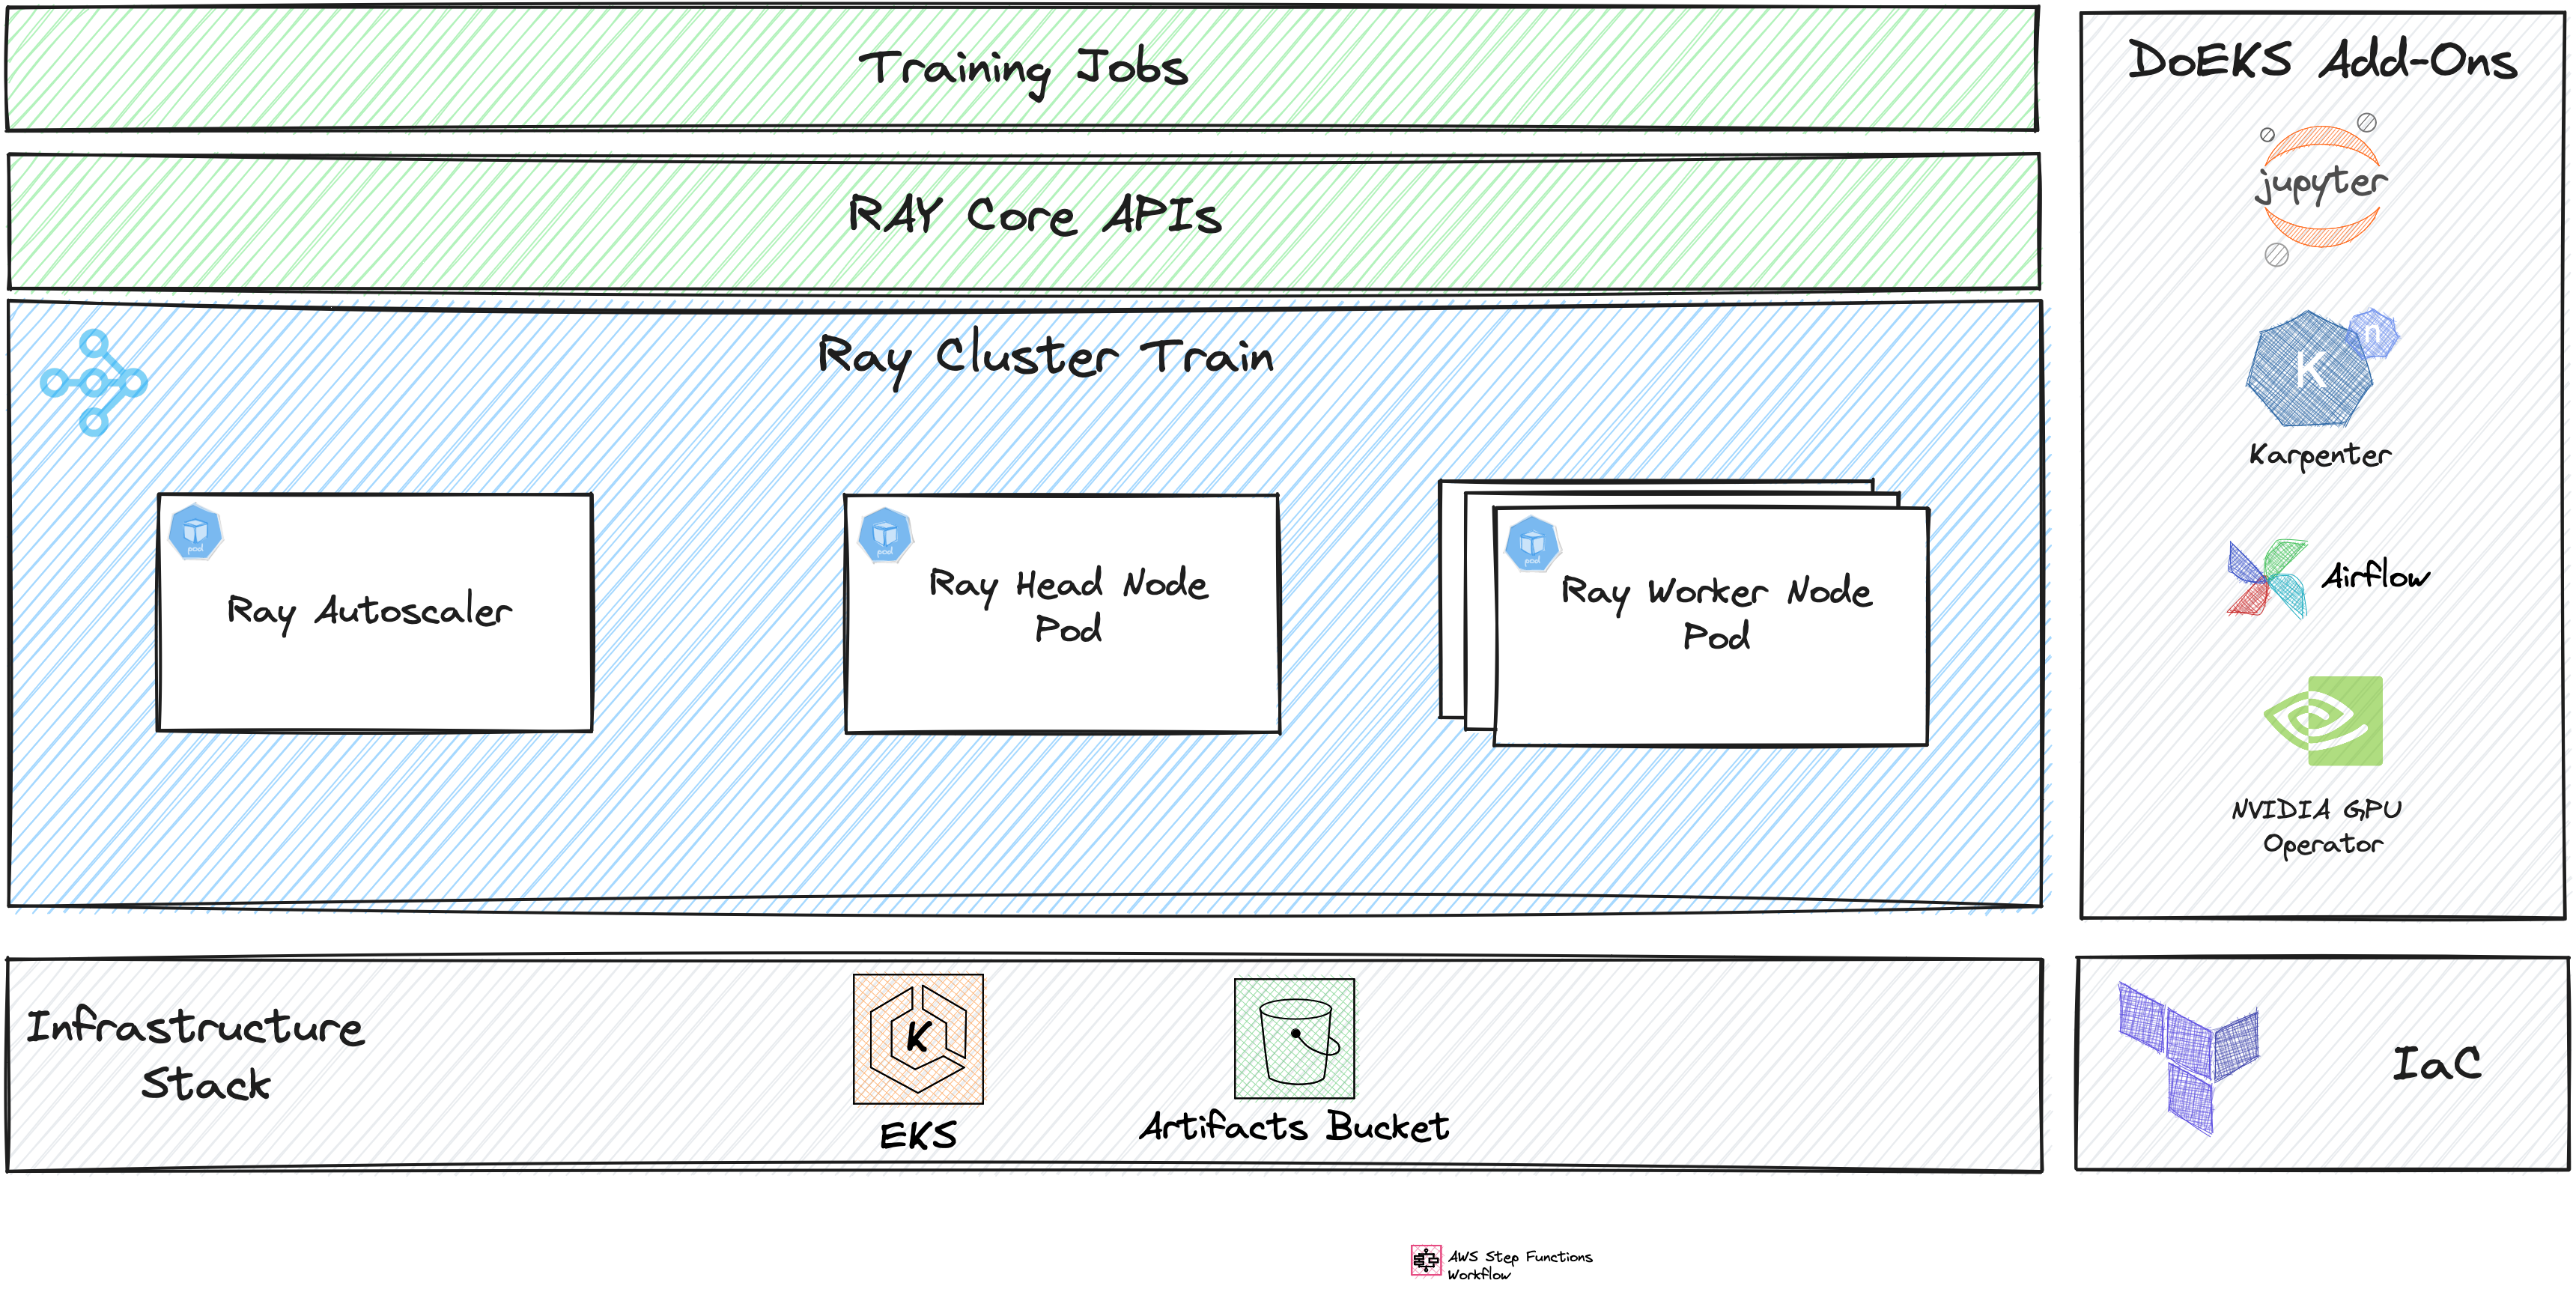 Training Jobs
RAY Core APIs
Ray Cluster Train
pod
Ray Autoscaler
pod
Ray Head Node
Pod
pod
Ray Worker Node
Pod
DoEKS Add-Ons
jupyter
K
n
Karpenter
Airflow
NVIDIA GPU
Operator
Infrastructure
Stack
K
EKS
Artifacts Bucket
IaC
AWS Step Functions
Workflow